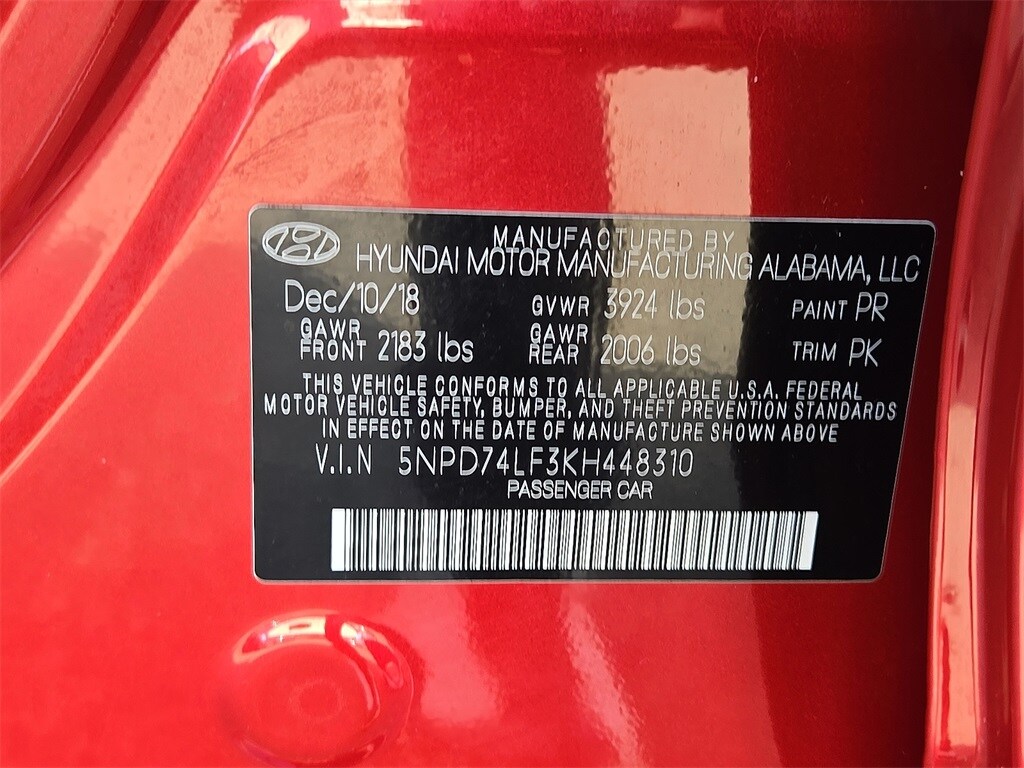 MANUFACTURED BY
HYUNDAI MOTOR MANUFACTURING ALABAMA, LLC
Dec/10/18 GVWR 3924 lbs PAINT PR
GAWR FRONT 2183 lbs GAWR REAR 2006 lbs TRIM PK
THIS VEHICLE CONFORMS TO ALL APPLICABLE U.S.A. FEDERAL
MOTOR VEHICLE SAFETY, BUMPER, AND THEFT PREVENTION STANDARDS
IN EFFECT ON THE DATE OF MANUFACTURE SHOWN ABOVE
V.I.N 5NPD74LF3KH448310
PASSENGER CAR